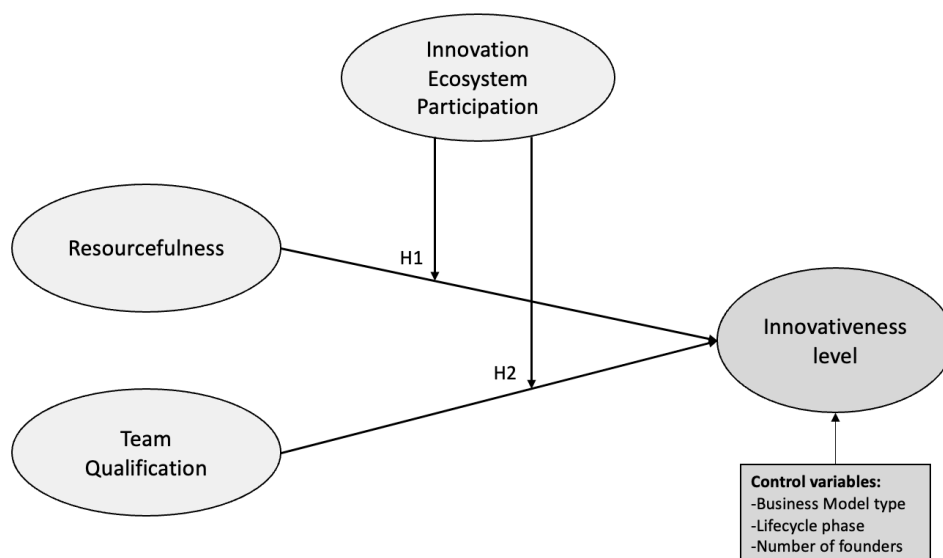 Innovation
Ecosystem
Participation
Resourcefulness
H1
Innovativeness
level
H2
Team
Qualification
Control variables:
-Business Model type
-Lifecycle phase
-Number of founders